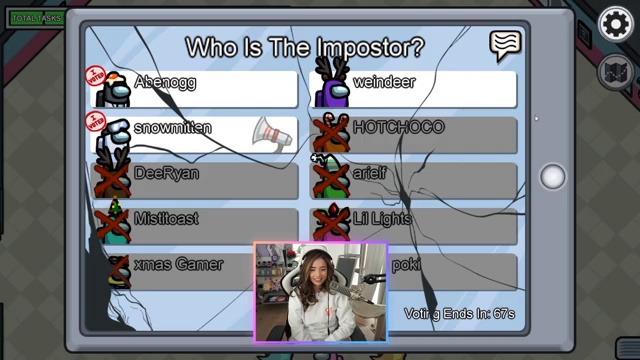 TOTAL TASKS
Who Is The Impostor?
I VOTED
Abenogg
weindeer
I VOTED
snowmitten
HOTCHOCO
DeeRyan
arielf
Mistltoast
Lil Lights
xmas Gamer
poki
Voting Ends In: 67s